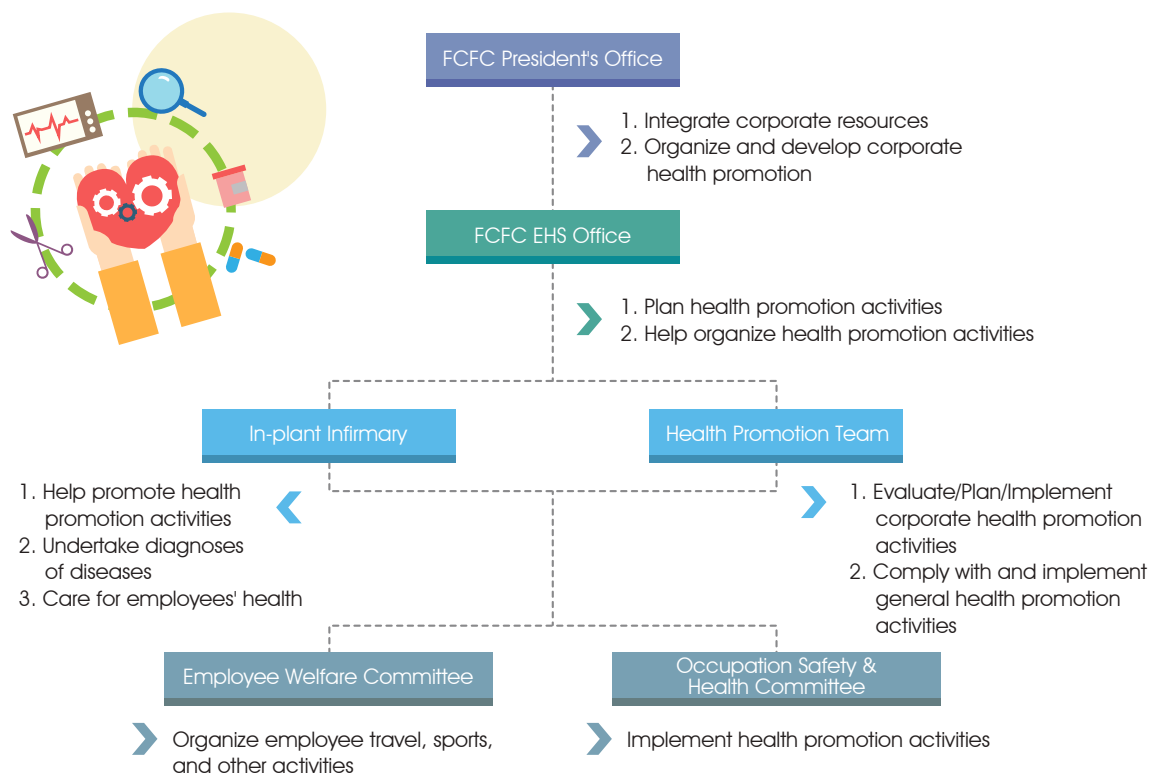 FCFC President's Office
1. Integrate corporate resources
2. Organize and develop corporate
health promotion
FCFC EHS Office
1. Plan health promotion activities
2. Help organize health promotion activities
In-plant Infirmary
Health Promotion Team
1. Help promote health
promotion activities
2. Undertake diagnoses
of diseases
3. Care for employees' health
1. Evaluate/Plan/Implement
corporate health promotion
activities
2. Comply with and implement
general health promotion
activities
Employee Welfare Committee
Occupation Safety &
Health Committee
Organize employee travel, sports,
and other activities
Implement health promotion activities